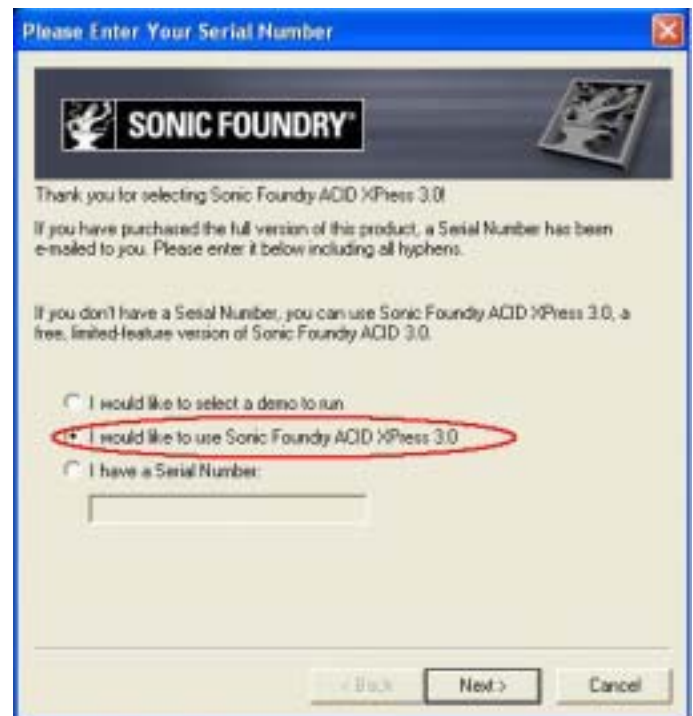 Please Enter Your Serial Number
SONIC FOUNDRY
Thank you for selecting Sonic Foundry ACID XPress 3.0!
If you have purchased the full version of this product, a Serial Number has been
e-mailed to you. Please enter it below including all hyphens.
If you don't have a Serial Number, you can use Sonic Foundry ACID XPress 3.0, a
free, limited-feature version of Sonic Foundry ACID 3.0.
I would like to select a demo to run
I would like to use Sonic Foundry ACID XPress 3.0
I have a Serial Number:
< Back
Next >
Cancel